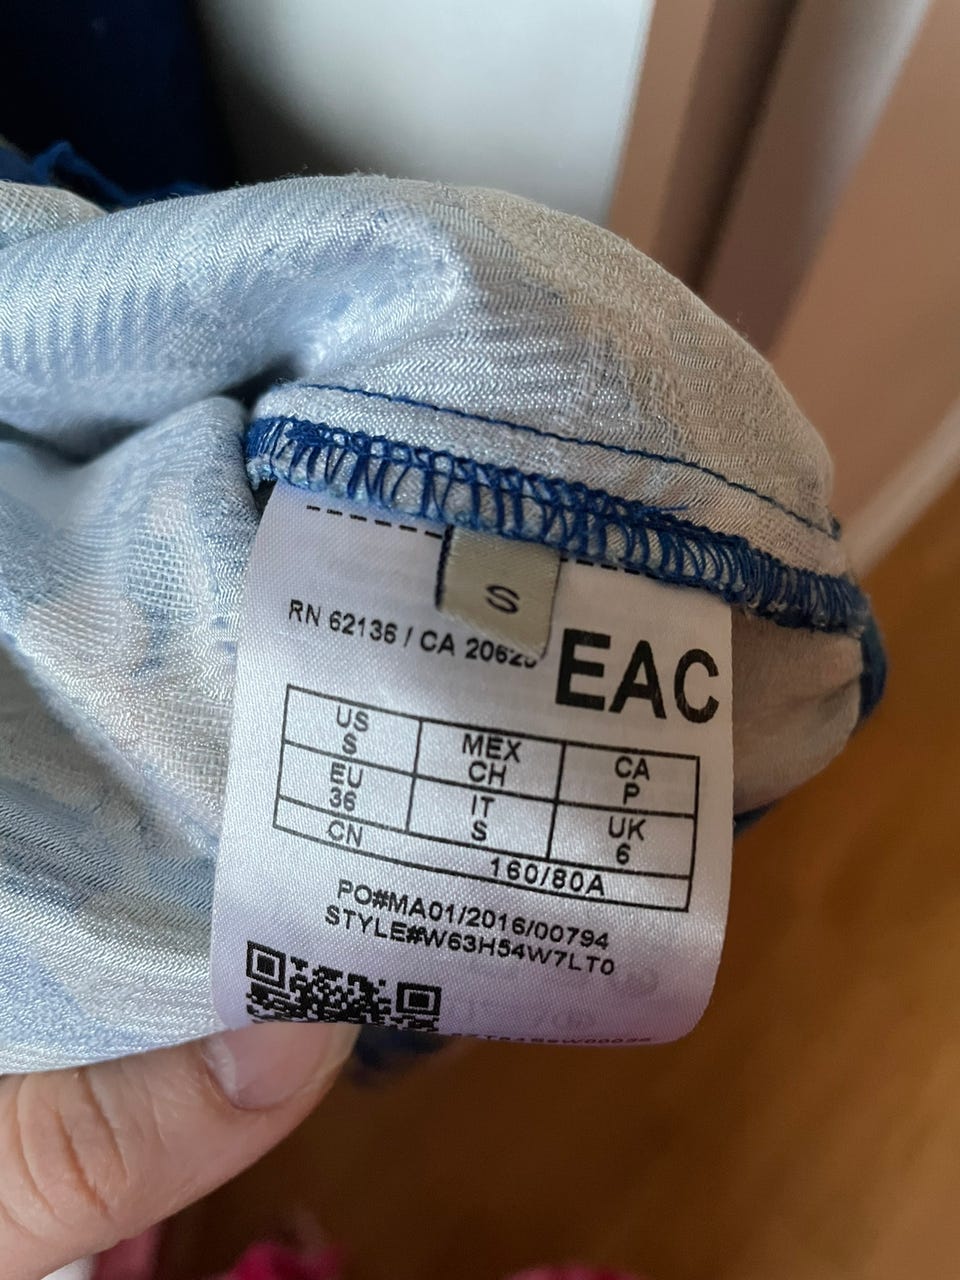 S
RN 62136 / CA
EAC
US MEX CA
S CH P
EU IT UK
36 S 6
CN 160/80A
PO#MA01/2016/00794
STYLE#W63H54W7LT0